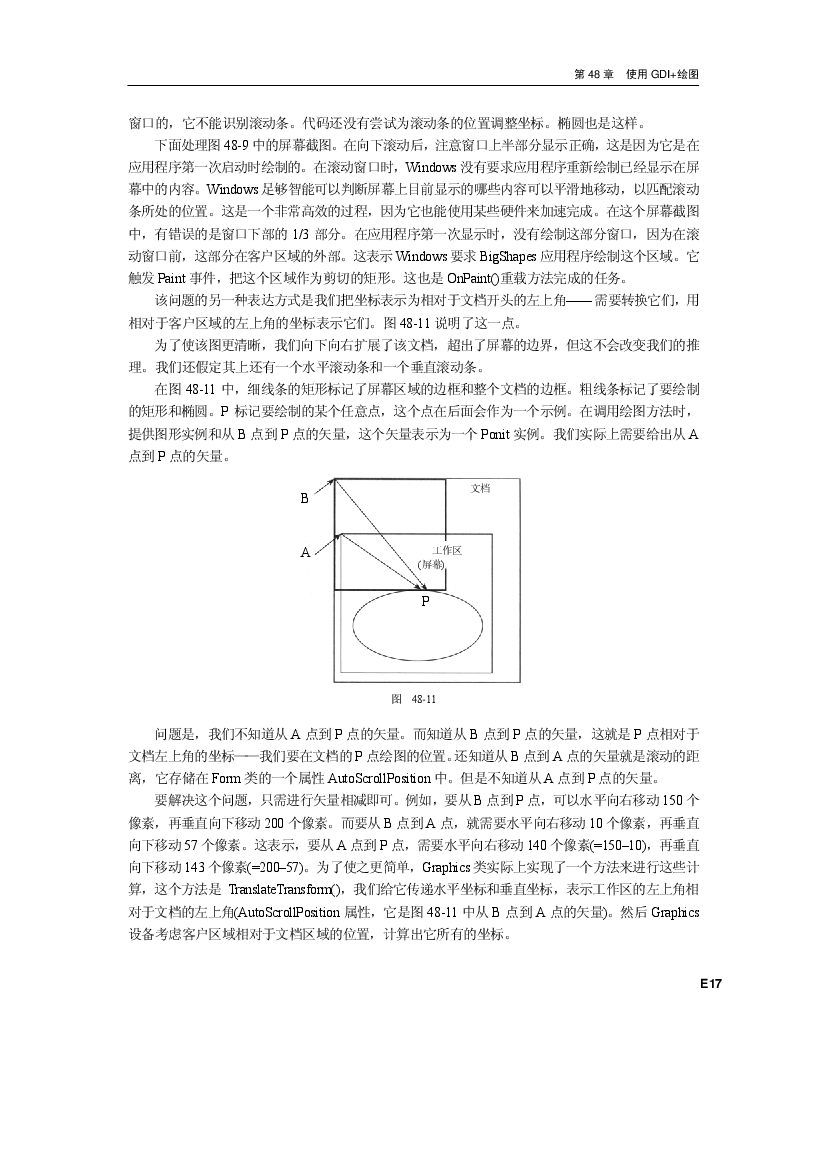 第 48 章 使用 GDI+绘图
窗口的，它不能识别滚动条。代码还没有尝试为滚动条的位置调整坐标。椭圆也是这样。
下面处理图 48-9 中的屏幕截图。在向下滚动后，注意窗口上半部分显示正确，这是因为它是在
应用程序第一次启动时绘制的。在滚动窗口时，Windows 没有要求应用程序重新绘制已经显示在屏
幕中的内容。Windows 足够智能可以判断屏幕上目前显示的哪些内容可以平滑地移动，以匹配滚动
条所处的位置。这是一个非常高效的过程，因为它也能使用某些硬件来加速完成。在这个屏幕截图
中，有错误的是窗口下部的 1/3 部分。在应用程序第一次显示时，没有绘制这部分窗口，因为在滚
动窗口前，这部分在客户区域的外部。这表示 Windows 要求 BigShapes 应用程序绘制这个区域。它
触发 Paint 事件，把这个区域作为剪切的矩形。这也是 OnPaint()重载方法完成的任务。
该问题的另一种表达方式是我们把坐标表示为相对于文档开头的左上角—— 需要转换它们，用
相对于客户区域的左上角的坐标表示它们。图 48-11 说明了这一点。
为了使该图更清晰，我们向下向右扩展了该文档，超出了屏幕的边界，但这不会改变我们的推
理。我们还假定其上还有一个水平滚动条和一个垂直滚动条。
在图 48-11 中，细线条的矩形标记了屏幕区域的边框和整个文档的边框。粗线条标记了要绘制
的矩形和椭圆。P 标记要绘制的某个任意点，这个点在后面会作为一个示例。在调用绘图方法时，
提供图形实例和从 B 点到 P 点的矢量，这个矢量表示为一个 Ponit 实例。我们实际上需要给出从 A
点到 P 点的矢量。
文档
B
A
工作区
(屏幕)
P
图 48-11
问题是，我们不知道从 A 点到 P 点的矢量。而知道从 B 点到 P 点的矢量，这就是 P 点相对于
文档左上角的坐标——我们要在文档的 P 点绘图的位置。还知道从 B 点到 A 点的矢量就是滚动的距
离，它存储在 Form 类的一个属性 AutoScrollPosition 中。但是不知道从 A 点到 P 点的矢量。
要解决这个问题，只需进行矢量相减即可。例如，要从 B 点到 P 点，可以水平向右移动 150 个
像素，再垂直向下移动 200 个像素。而要从 B 点到 A 点，就需要水平向右移动 10 个像素，再垂直
向下移动 57 个像素。这表示，要从 A 点到 P 点，需要水平向右移动 140 个像素(=150–10)，再垂直
向下移动 143 个像素(=200–57)。为了使之更简单，Graphics 类实际上实现了一个方法来进行这些计
算，这个方法是 TranslateTransform()，我们给它传递水平坐标和垂直坐标，表示工作区的左上角相
对于文档的左上角(AutoScrollPosition 属性，它是图 48-11 中从 B 点到 A 点的矢量)。然后 Graphics
设备考虑客户区域相对于文档区域的位置，计算出它所有的坐标。
E17